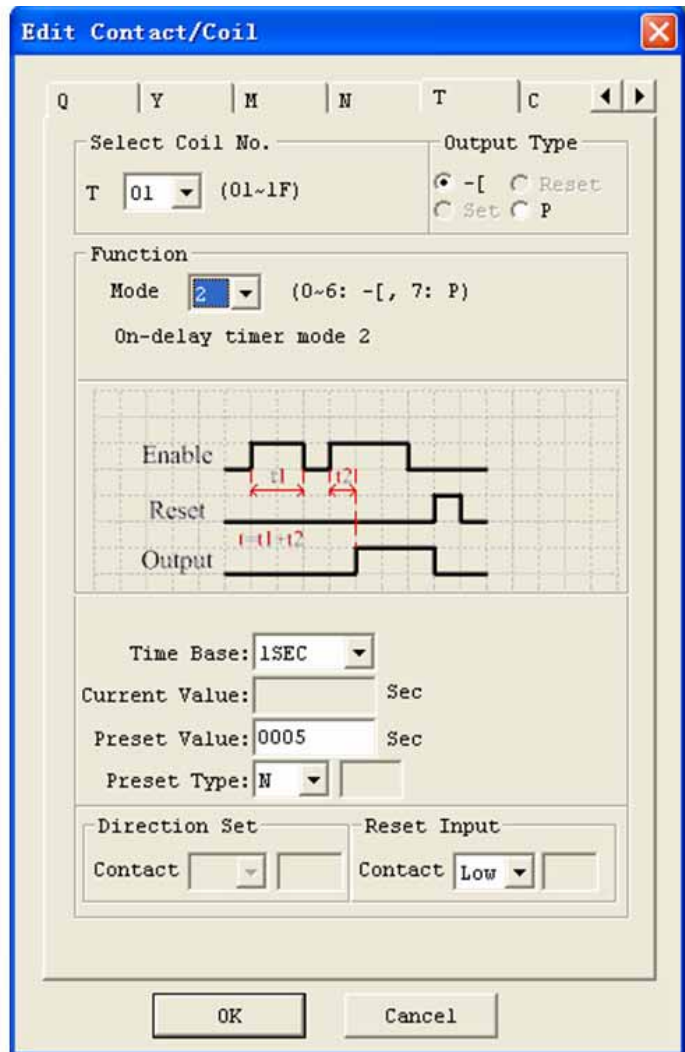 Edit Contact/Coil
Q Y M N T C
Select Coil No.
Output Type
T 01 (01~1F)
-[ Reset
Set P
Function
Mode 2 (0~6: -[, 7: P)
On-delay timer mode 2
Enable
t1 t2
Reset
t=t1+t2
Output
Time Base: 1SEC
Current Value: Sec
Preset Value: 0005 Sec
Preset Type: N
Direction Set
Contact
Reset Input
Contact Low
OK Cancel